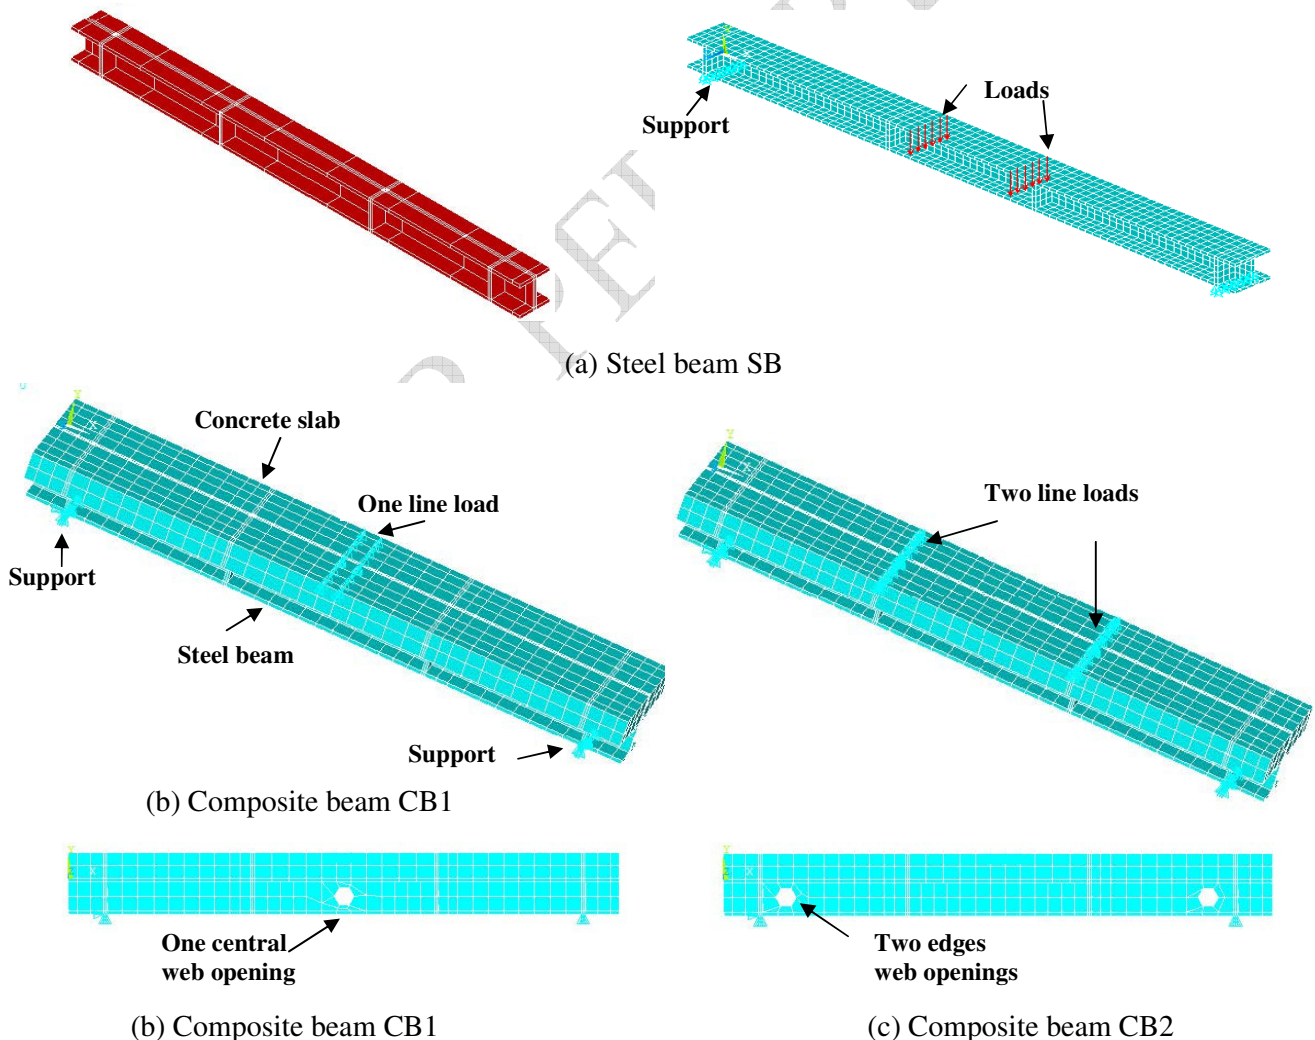 Loads
Support
(a) Steel beam SB
Concrete slab
One line load
Two line loads
Support
Steel beam
Support
(b) Composite beam CB1
One central
web opening
Two edges
web openings
(b) Composite beam CB1
(c) Composite beam CB2